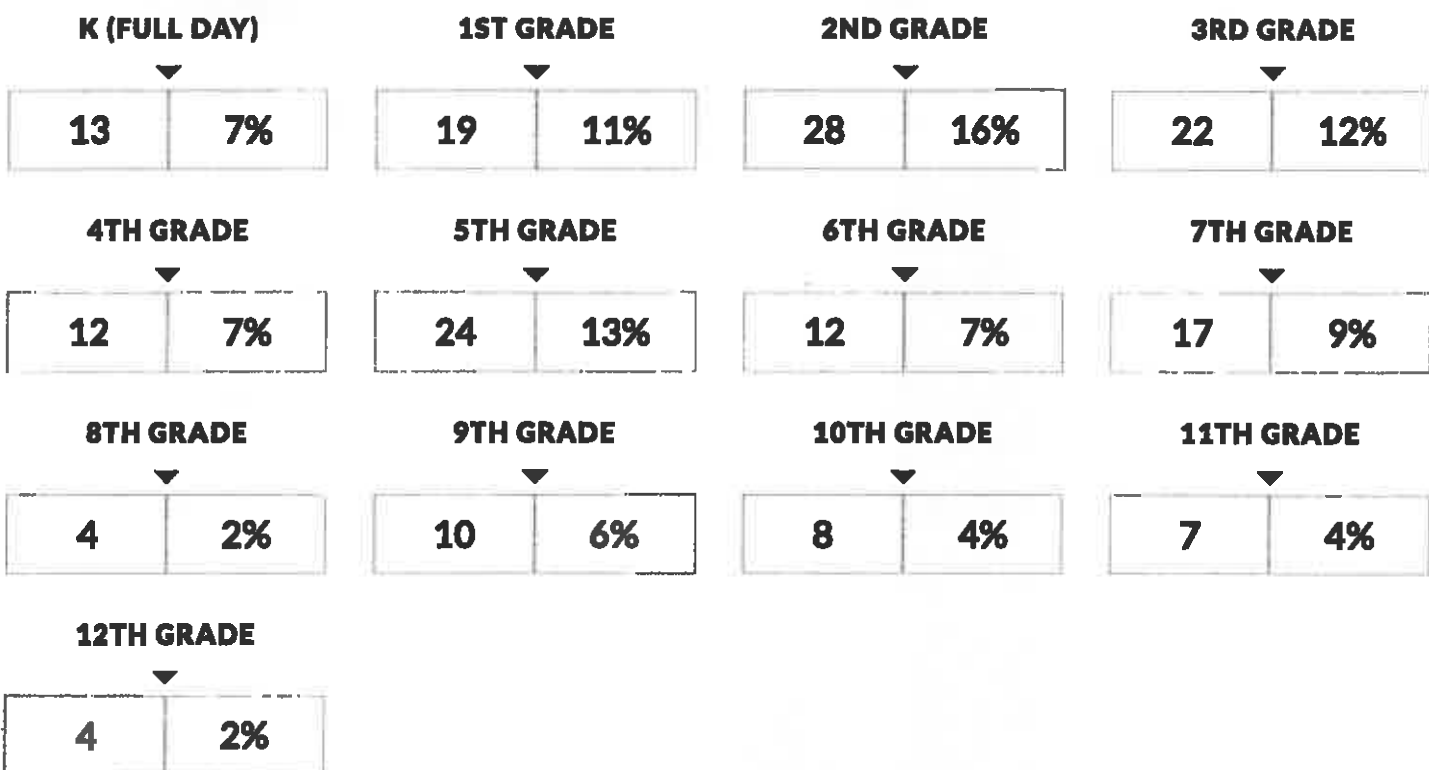 K (FULL DAY) 1ST GRADE 2ND GRADE 3RD GRADE
13 7% 19 11% 28 16% 22 12%
4TH GRADE 5TH GRADE 6TH GRADE 7TH GRADE
12 7% 24 13% 12 7% 17 9%
8TH GRADE 9TH GRADE 10TH GRADE 11TH GRADE
4 2% 10 6% 8 4% 7 4%
12TH GRADE
4 2%